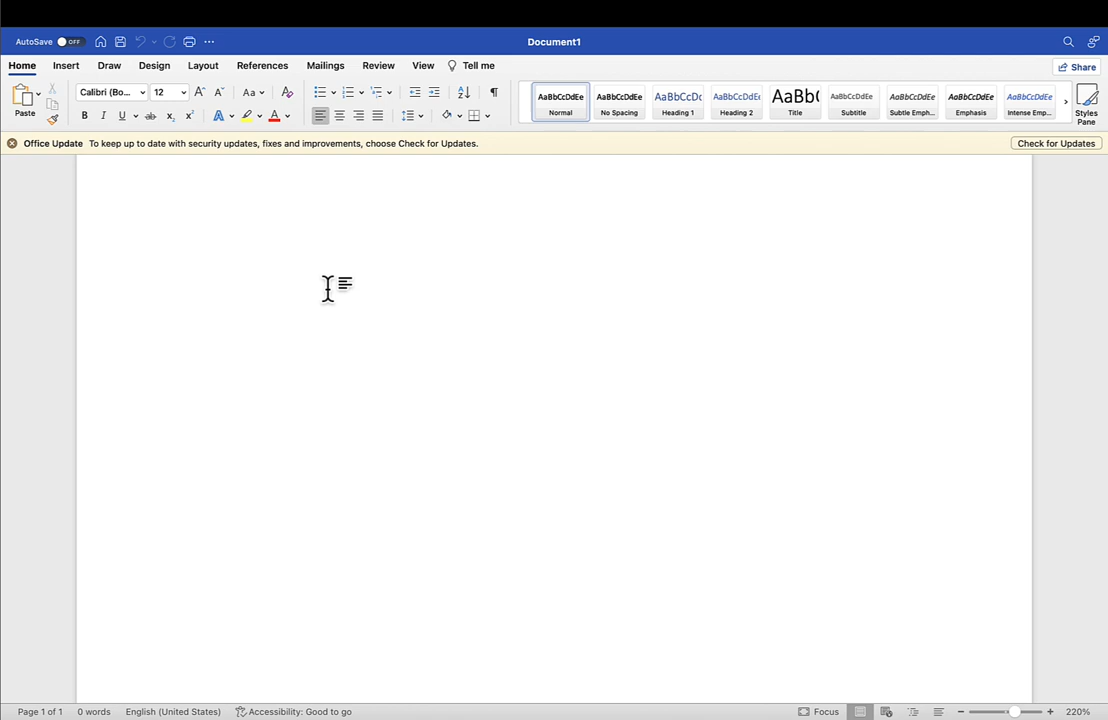 AutoSave OFF Document1
Home Insert Draw Design Layout References Mailings Review View Tell me Share
Paste Calibri (Bo... 12 A A Aa A AaBbCcDdEe AaBbCcDdEe AaBbCcDc AaBbCcDdEe AaBb( AaBbCcDdEe AaBbCcDdEe AaBbCcDdEe AaBbCcDdEe
B I U ab x₂ x² A A Normal No Spacing Heading 1 Heading 2 Title Subtitle Subtle Emph... Emphasis Intense Emp... Styles Pane
Office Update To keep up to date with security updates, fixes and improvements, choose Check for Updates. Check for Updates
Page 1 of 1 0 words English (United States) Accessibility: Good to go Focus 220%